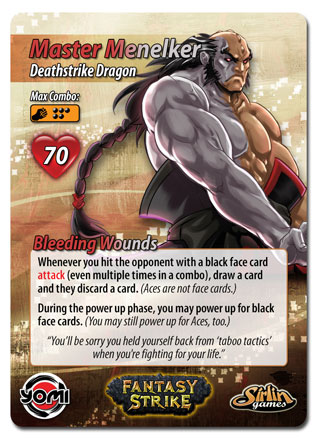 Master Menelker
Deathstrike Dragon
Max Combo:
70
Bleeding Wounds
Whenever you hit the opponent with a black face card
attack (even multiple times in a combo), draw a card
and they discard a card. (Aces are not face cards.)
During the power up phase, you may power up for black
face cards. (You may still power up for Aces, too.)
“You’ll be sorry you held yourself back from ‘taboo tactics’
when you’re fighting for your life.”
YOMI
FANTASY
STRIKE
Sirlin
games